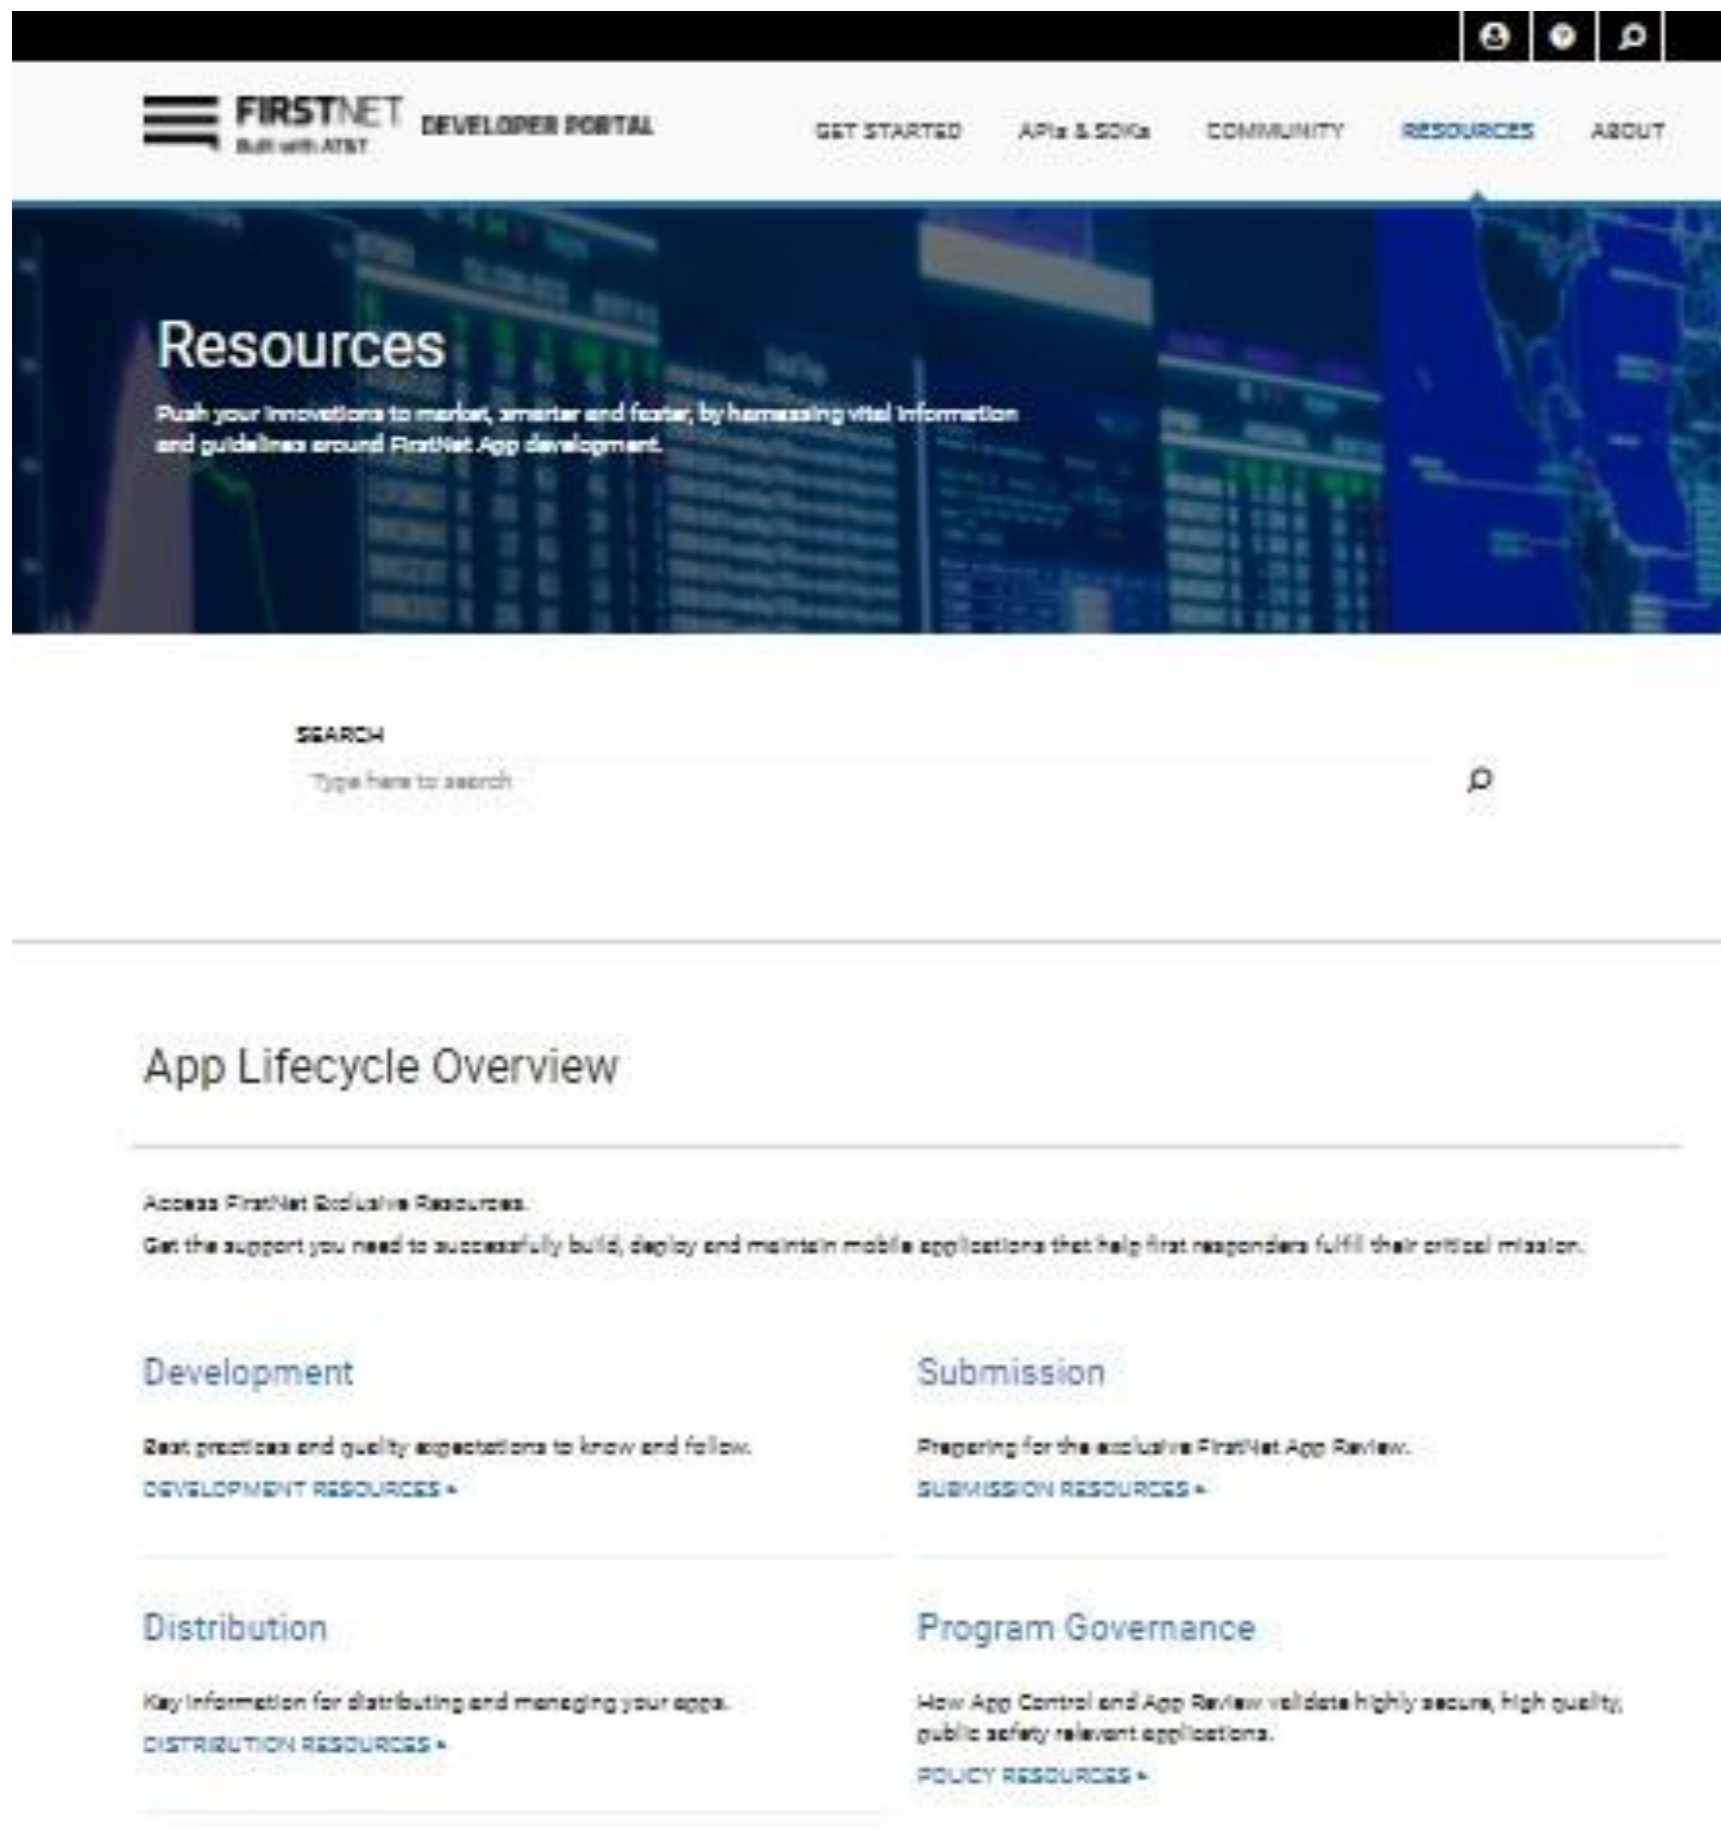 FIRSTNET
Built with AT&T
DEVELOPER PORTAL
GET STARTED
APIs & SDKs
COMMUNITY
RESOURCES
ABOUT
Resources
Push your innovations to market, smarter and faster, by harnessing vital information
and guidelines around FirstNet App development.
SEARCH
Type here to search
App Lifecycle Overview
Access FirstNet Exclusive Resources.
Get the support you need to successfully build, deploy and maintain mobile applications that help first responders fulfill their critical mission.
Development
Best practices and quality expectations to know and follow.
DEVELOPMENT RESOURCES
Submission
Preparing for the exclusive FirstNet App Review.
SUBMISSION RESOURCES
Distribution
Key information for distributing and managing your apps.
DISTRIBUTION RESOURCES
Program Governance
How App Control and App Review validate highly secure, high quality,
public safety relevant applications.
POLICY RESOURCES